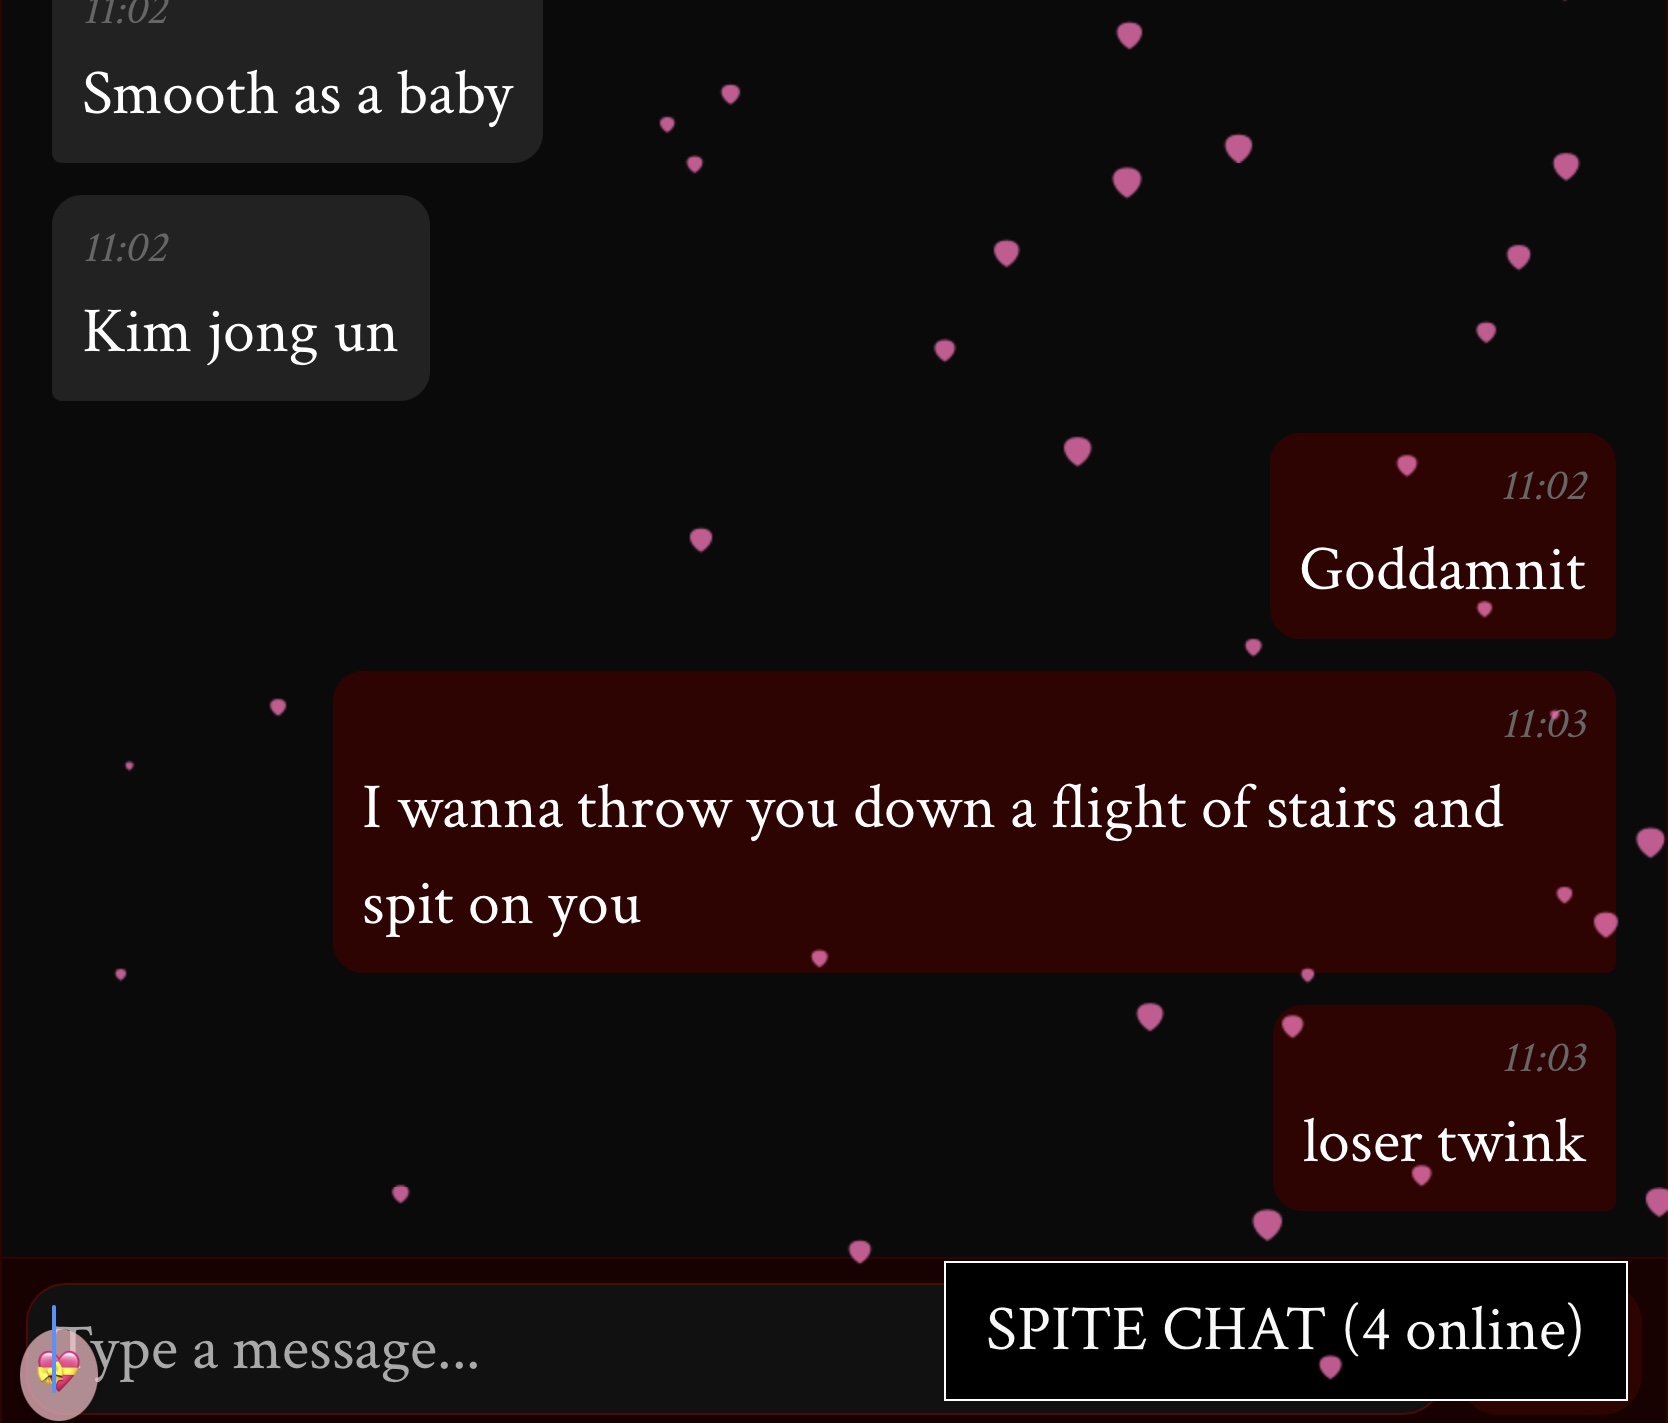 11:02
Smooth as a baby
11:02
Kim jong un
11:02
Goddamnit
11:03
I wanna throw you down a flight of stairs and
spit on you
11:03
loser twink
Type a message...
SPITE CHAT (4 online)